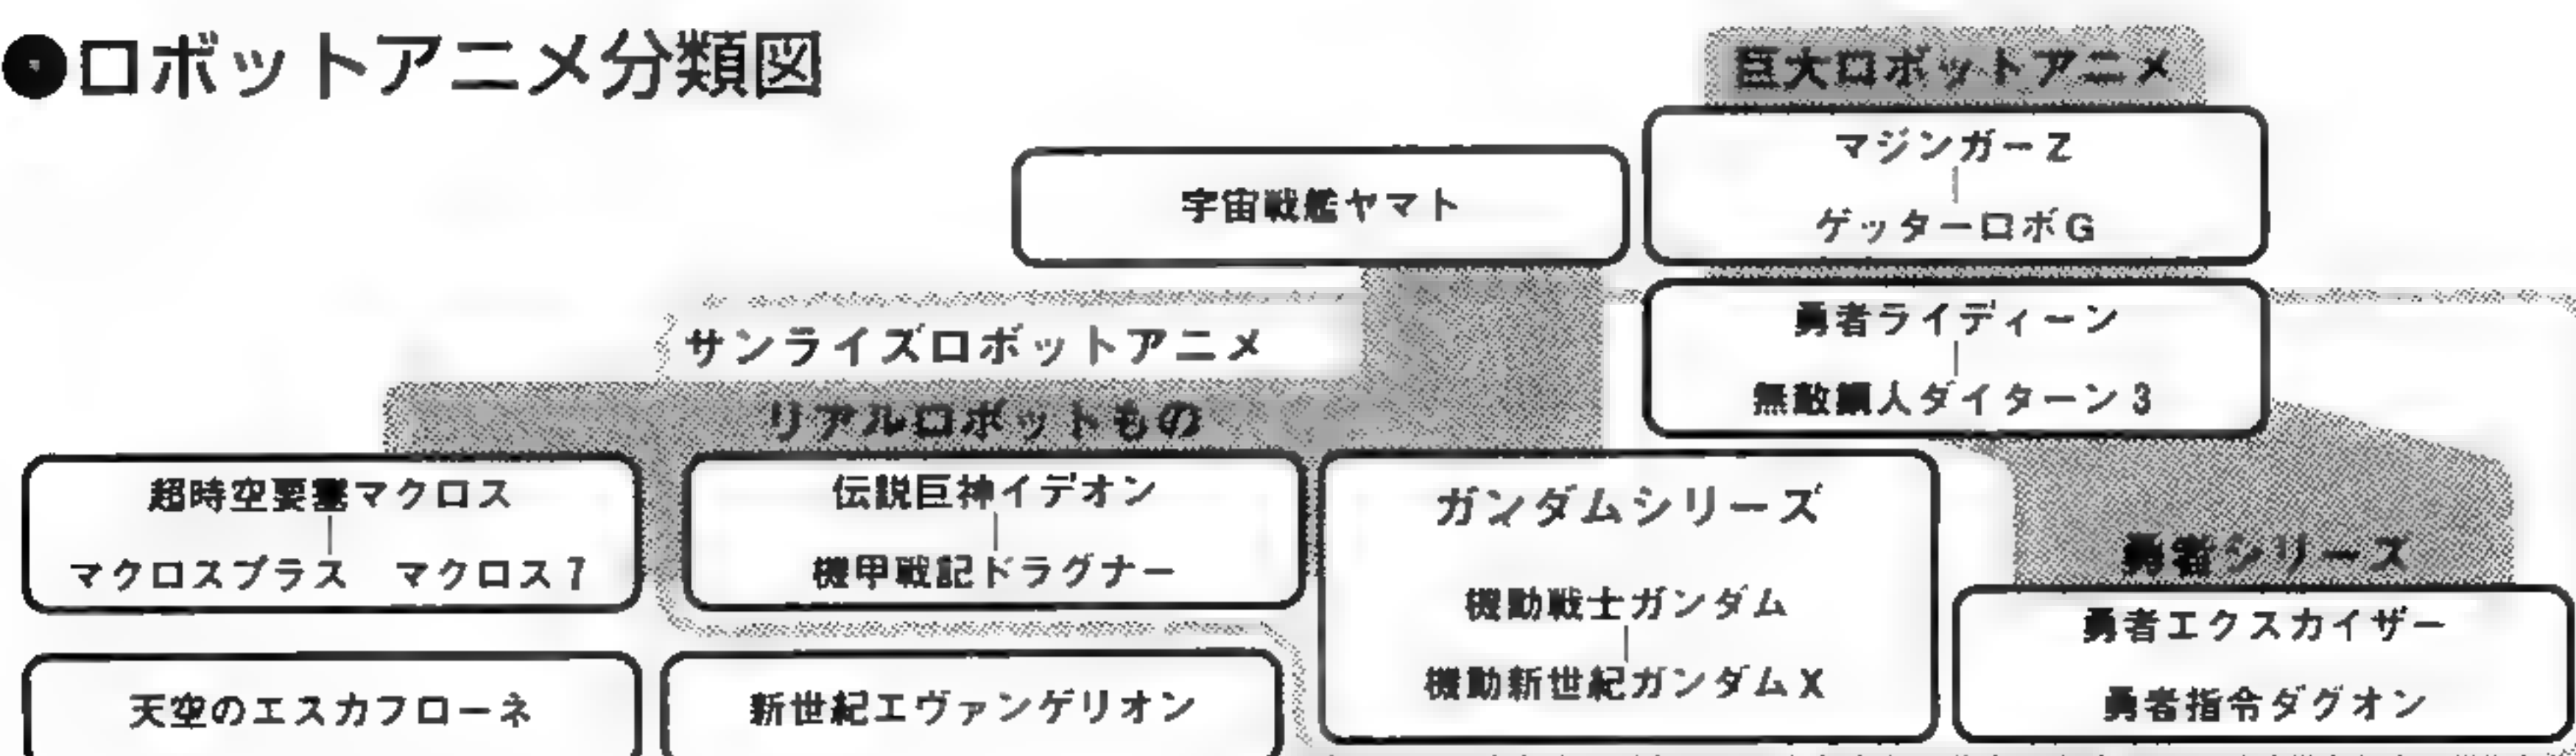 ●ロボットアニメ分類図
巨大ロボットアニメ
マジンガーZ
ゲッターロボG
宇宙戦艦ヤマト
勇者ライディーン
無敵鋼人ダイターン3
サンライズロボットアニメ
リアルロボットもの
超時空要塞マクロス
マクロスプラス マクロス7
伝説巨神イデオン
機甲戦記ドラグナー
ガンダムシリーズ
機動戦士ガンダム
機動新世紀ガンダムX
勇者シリーズ
勇者エクスカイザー
勇者指令ダグオン
天空のエスカフローネ
新世紀エヴァンゲリオン